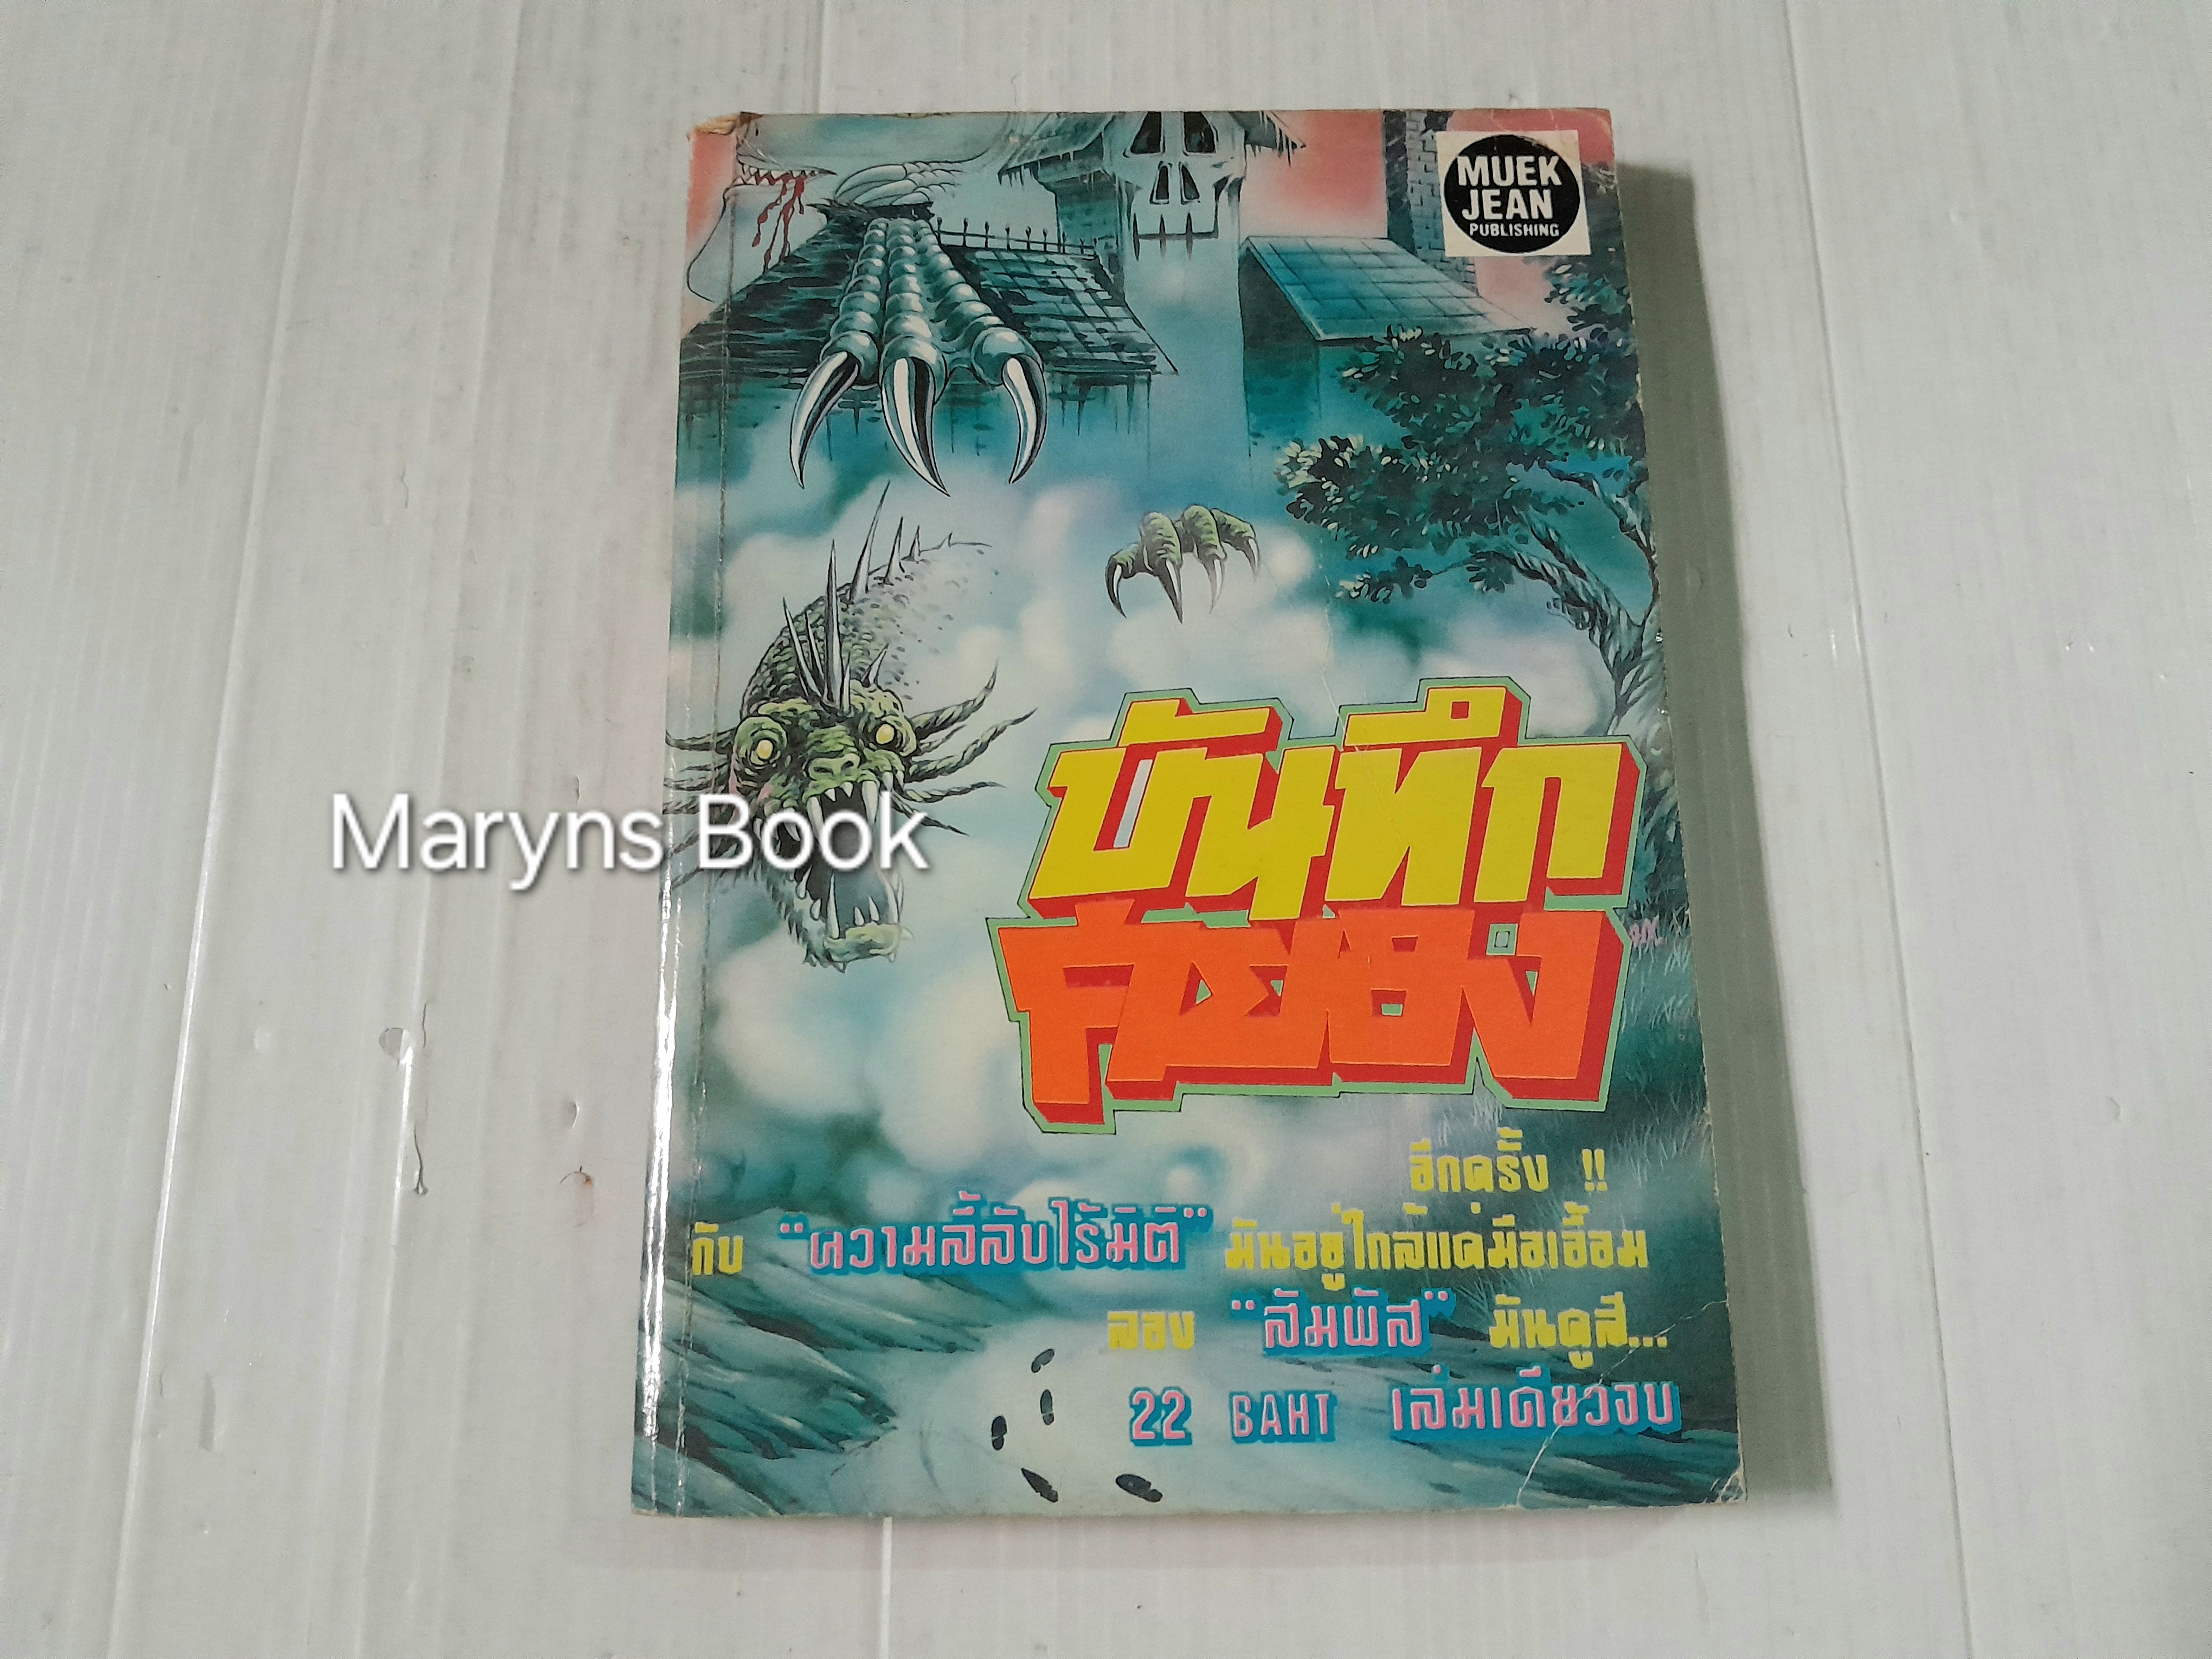 MUEK
JEAN
PUBLISHING
บันทึก
สยอง
Maryns Book
อีกครั้ง !!
กับ "ความลี้ลับไร้มิติ" มันอยู่ใกล้แค่มือเอื้อม
ลอง "สัมผัส" มันดูสิ...
22 BAHT เล่มเดียวจบ